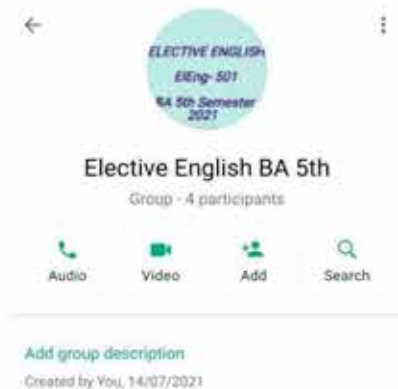 ELECTIVE ENGLISH
ElEng- 501
BA 5th Semester
2021
Elective English BA 5th
Group - 4 participants
Audio Video Add Search
Add group description
Created by You, 14/07/2021